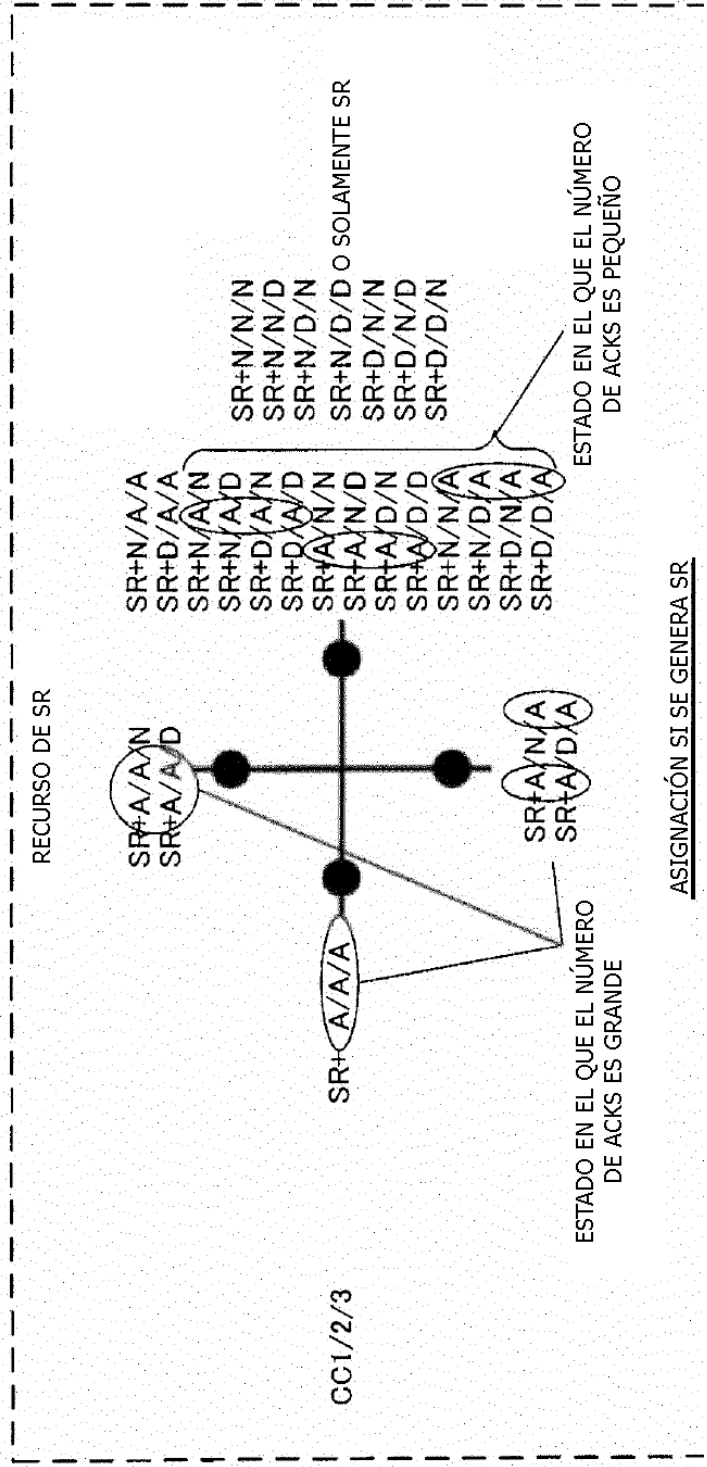 RECURSO DE SR
SR+A/A/N
SR+A/A/D
SR+N/A/A
SR+D/A/A
SR+N/A/N
SR+N/A/D
SR+D/A/N
SR+D/A/D
SR+A/N/N
SR+A/N/D
SR+A/D/N
SR+A/D/D
SR+N/N/A
SR+N/D/A
SR+D/N/A
SR+D/D/A
SR+N/N/N
SR+N/N/D
SR+N/D/N
SR+N/D/D O SOLAMENTE SR
SR+D/N/N
SR+D/N/D
SR+D/D/N
CC1/2/3
SR+ A/A/A
SR+A/N/A
SR+A/D/A
ESTADO EN EL QUE EL NÚMERO
DE ACKS ES GRANDE
ESTADO EN EL QUE EL NÚMERO
DE ACKS ES PEQUEÑO
ASIGNACIÓN SI SE GENERA SR